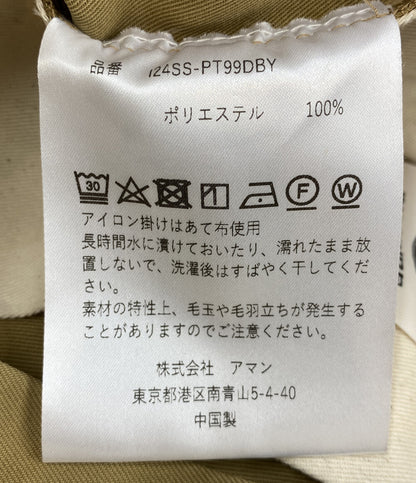 品番 124SS-PT99DBY
ポリエステル 100%
30 F W
アイロン掛けはあて布使用
長時間水に漬けておいたり、濡れたまま放
置しないで、洗濯後はすばやく干してくだ
さい。
素材の特性上、毛玉や毛羽立ちが発生する
ことがありますのでご注意ください。
株式会社 アマン
東京都港区南青山5-4-40
中国製